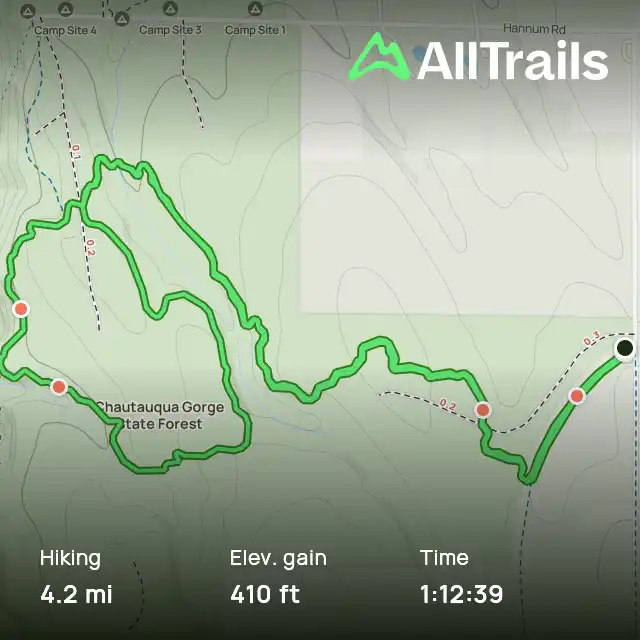 Camp Site 4
Camp Site 3
Camp Site 1
Hannum Rd
AllTrails
0.1
0.2
0.3
0.2
Chautauqua Gorge
State Forest
Hiking
Elev. gain
Time
4.2 mi
410 ft
1:12:39